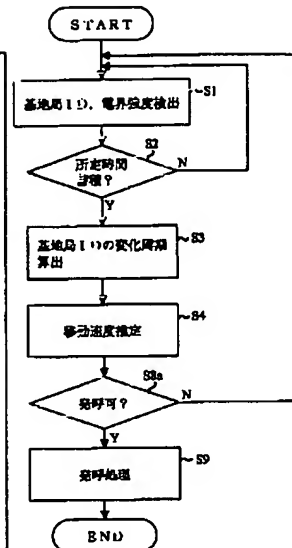 START
基地局ID、電界強度検出
S1
所定時間
S2
蓄積?
N
Y
基地局IDの変化周期
算出
S3
移動速度推定
S4
発呼可?
S8a
N
Y
発呼処理
S9
END